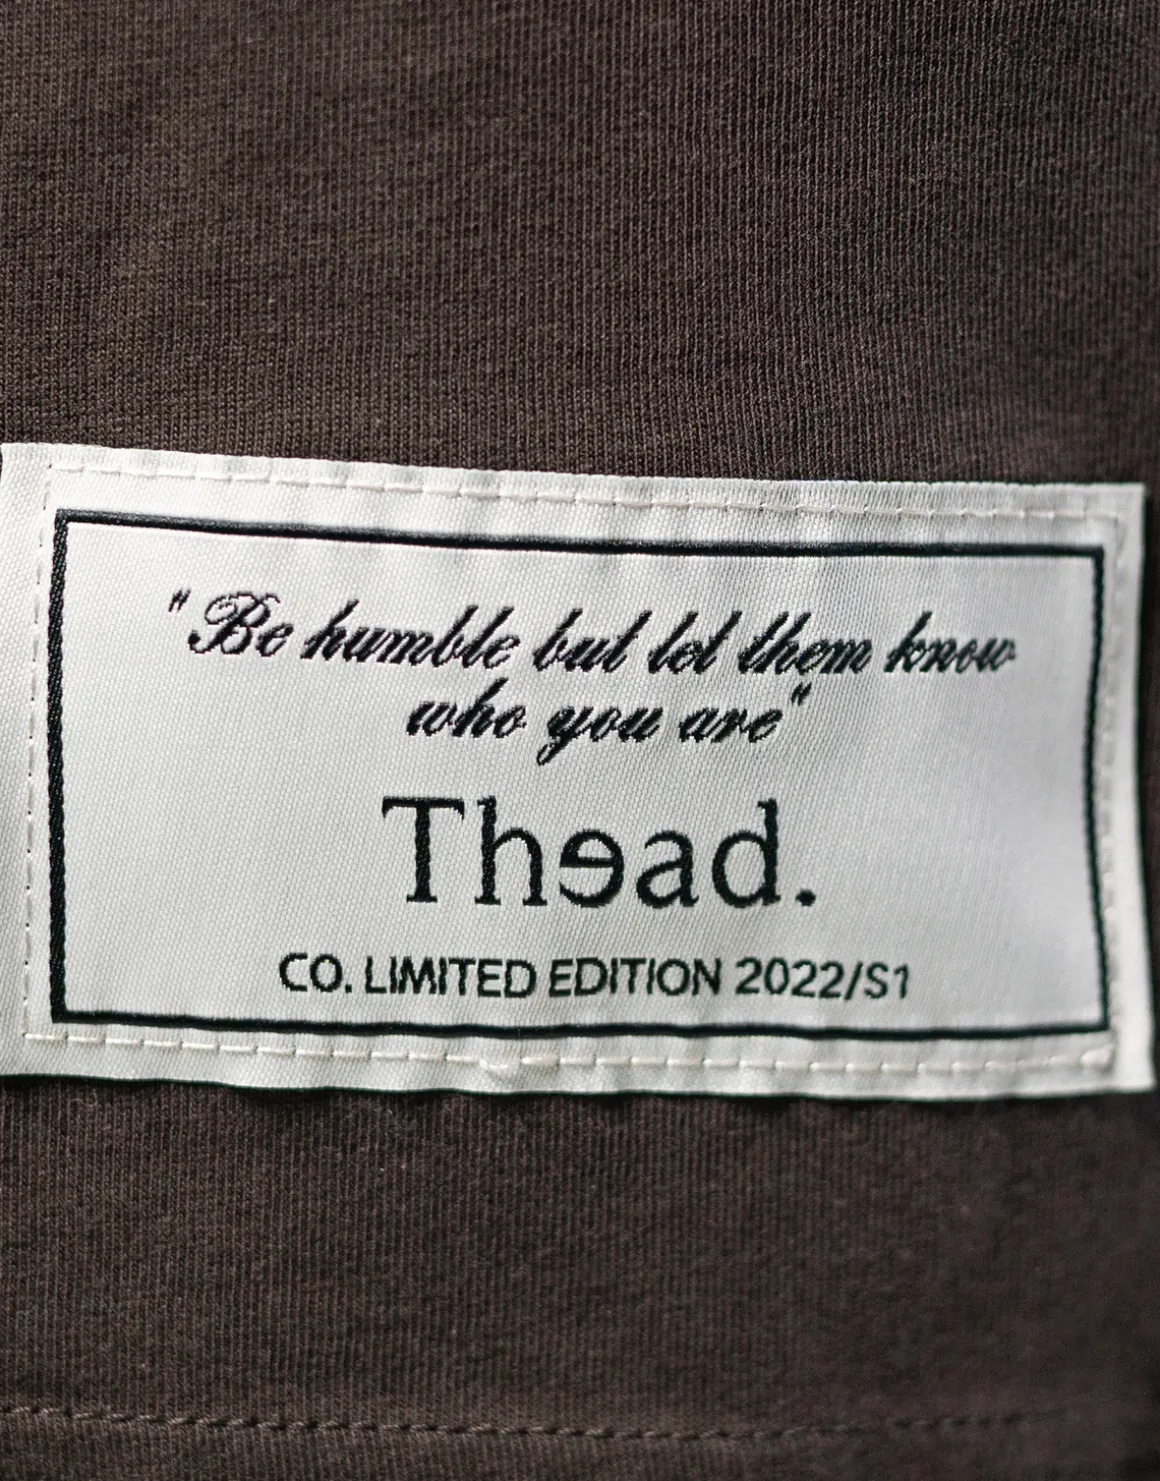 "Be humble but let them know
who you are"
Thead.
CO. LIMITED EDITION 2022/S1